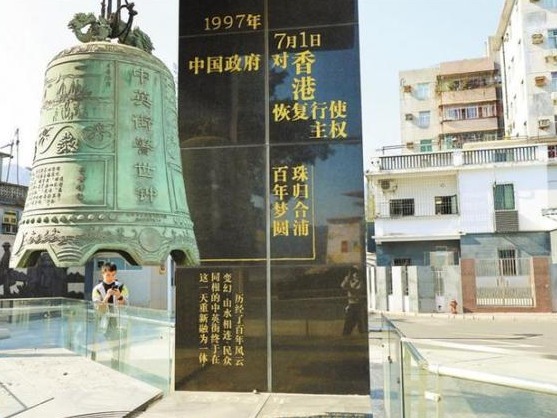 中英街警世钟
1997年
7月1日
中国政府
对香港
恢复行使
主权
珠归合浦
百年梦圆
历经了百年风云
变幻，山水相连、民众
同根的中英街终于在
这一天重新融为一体